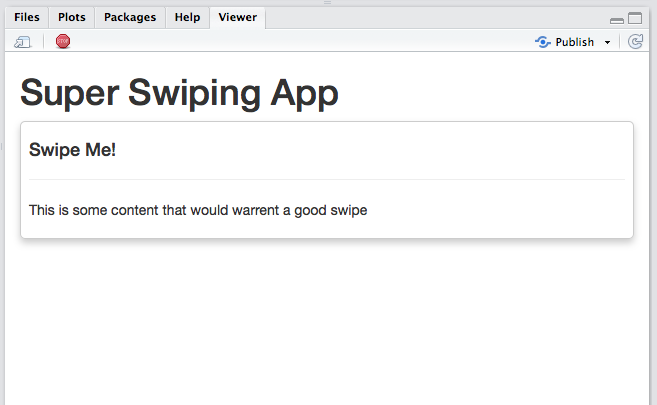 Files Plots Packages Help Viewer
STOP Publish
Super Swiping App
Swipe Me!
This is some content that would warrent a good swipe